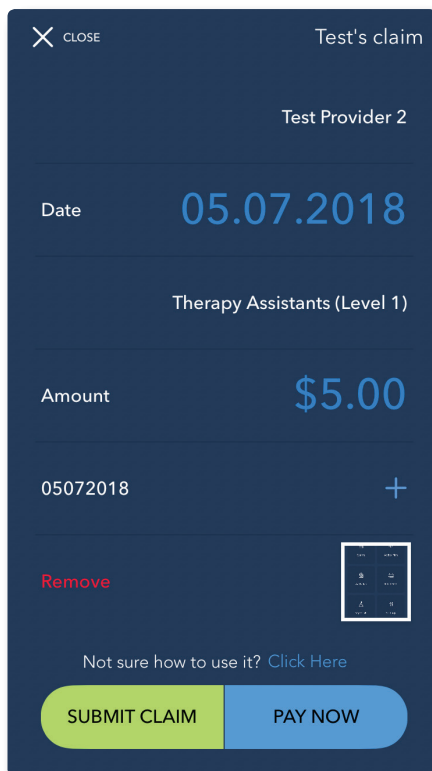 CLOSE
Test's claim
Test Provider 2
Date 05.07.2018
Therapy Assistants (Level 1)
Amount $5.00
05072018 +
Remove
Not sure how to use it? Click Here
SUBMIT CLAIM PAY NOW